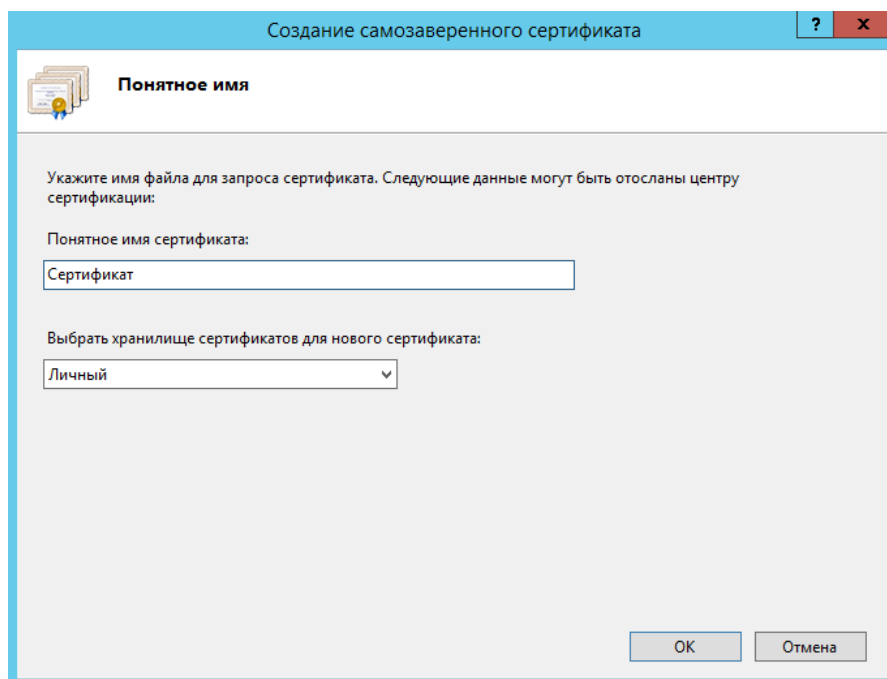 Создание самозаверенного сертификата
? x
Понятное имя
Укажите имя файла для запроса сертификата. Следующие данные могут быть отосланы центру
сертификации:
Понятное имя сертификата:
Сертификат
Выбрать хранилище сертификатов для нового сертификата:
Личный
ОК Отмена